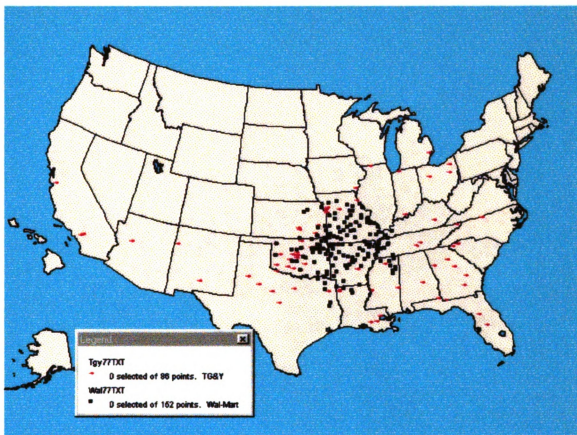 Legend
Tgy77TXT
0 selected of 86 points. TG&Y
Wal77TXT
0 selected of 162 points. Wal-Mart